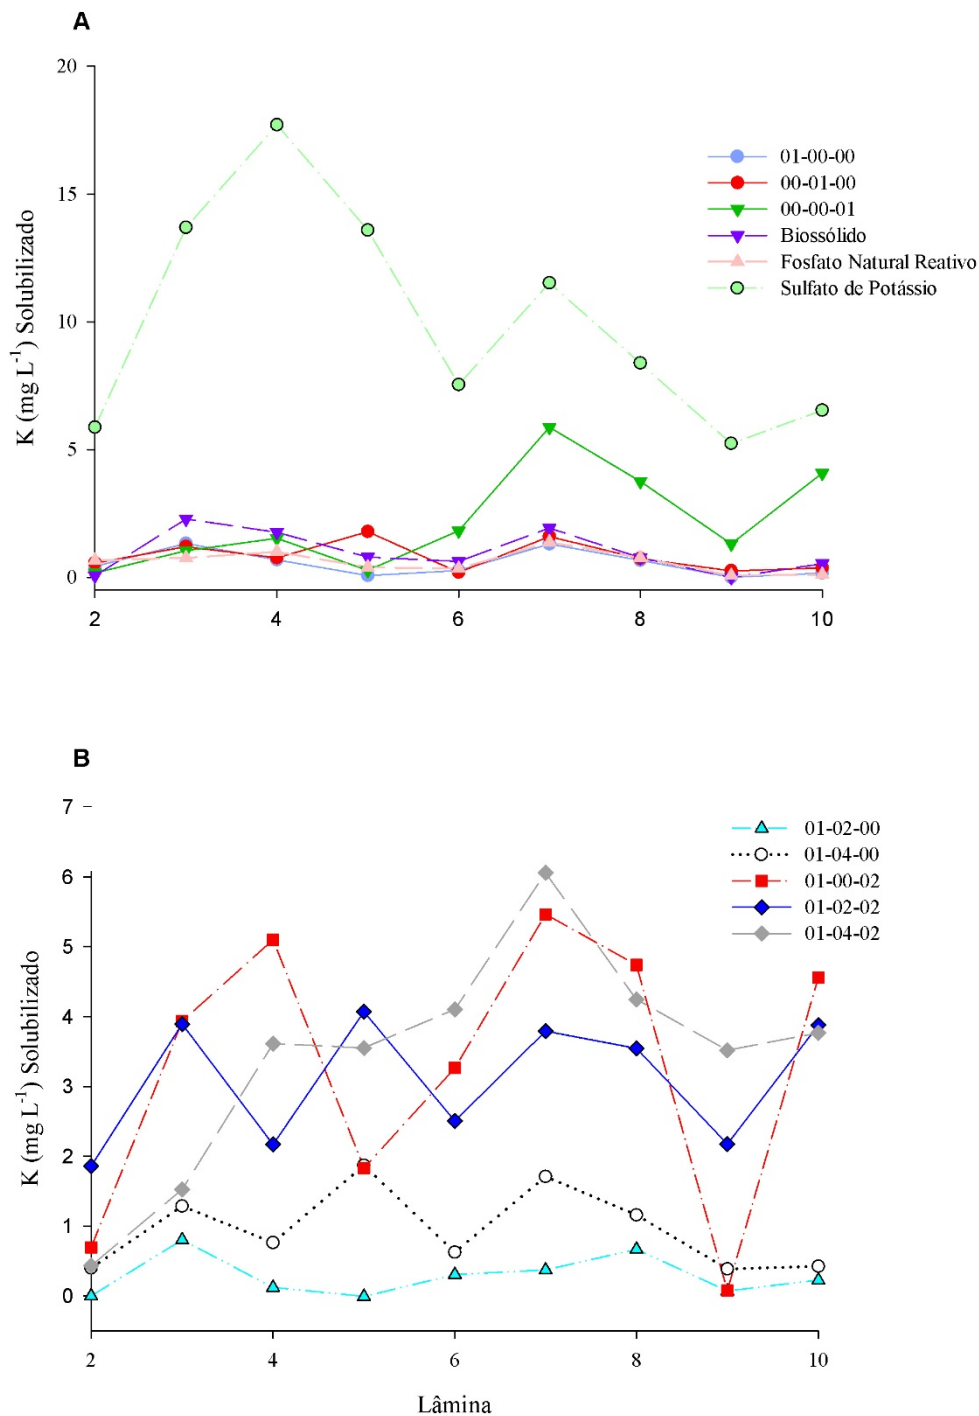 A
20
15
10
5
0
K (mg L⁻¹) Solubilizado
01-00-00
00-01-00
00-00-01
Biossólido
Fosfato Natural Reativo
Sulfato de Potássio
2 4 6 8 10
B
7
6
5
4
3
2
1
0
K (mg L⁻¹) Solubilizado
01-02-00
01-04-00
01-00-02
01-02-02
01-04-02
2 4 6 8 10
Lâmina